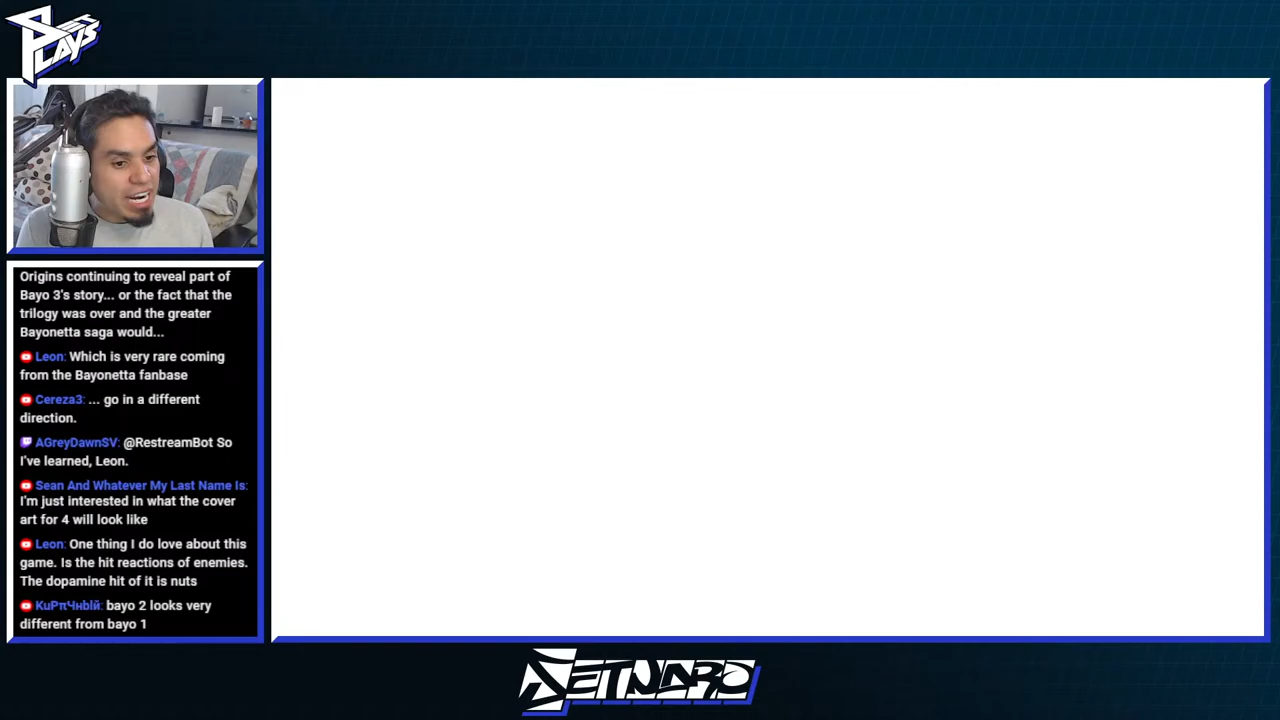 SET
PLAYS
Origins continuing to reveal part of
Bayo 3's story... or the fact that the
trilogy was over and the greater
Bayonetta saga would...
Leon: Which is very rare coming
from the Bayonetta fanbase
Cereza3: ... go in a different
direction.
AGreyDawnSV: @RestreamBot So
I've learned, Leon.
Sean And Whatever My Last Name Is:
I'm just interested in what the cover
art for 4 will look like
Leon: One thing I do love about this
game. Is the hit reactions of enemies.
The dopamine hit of it is nuts
КuРπЧнbIй: bayo 2 looks very
different from bayo 1
SETNARO